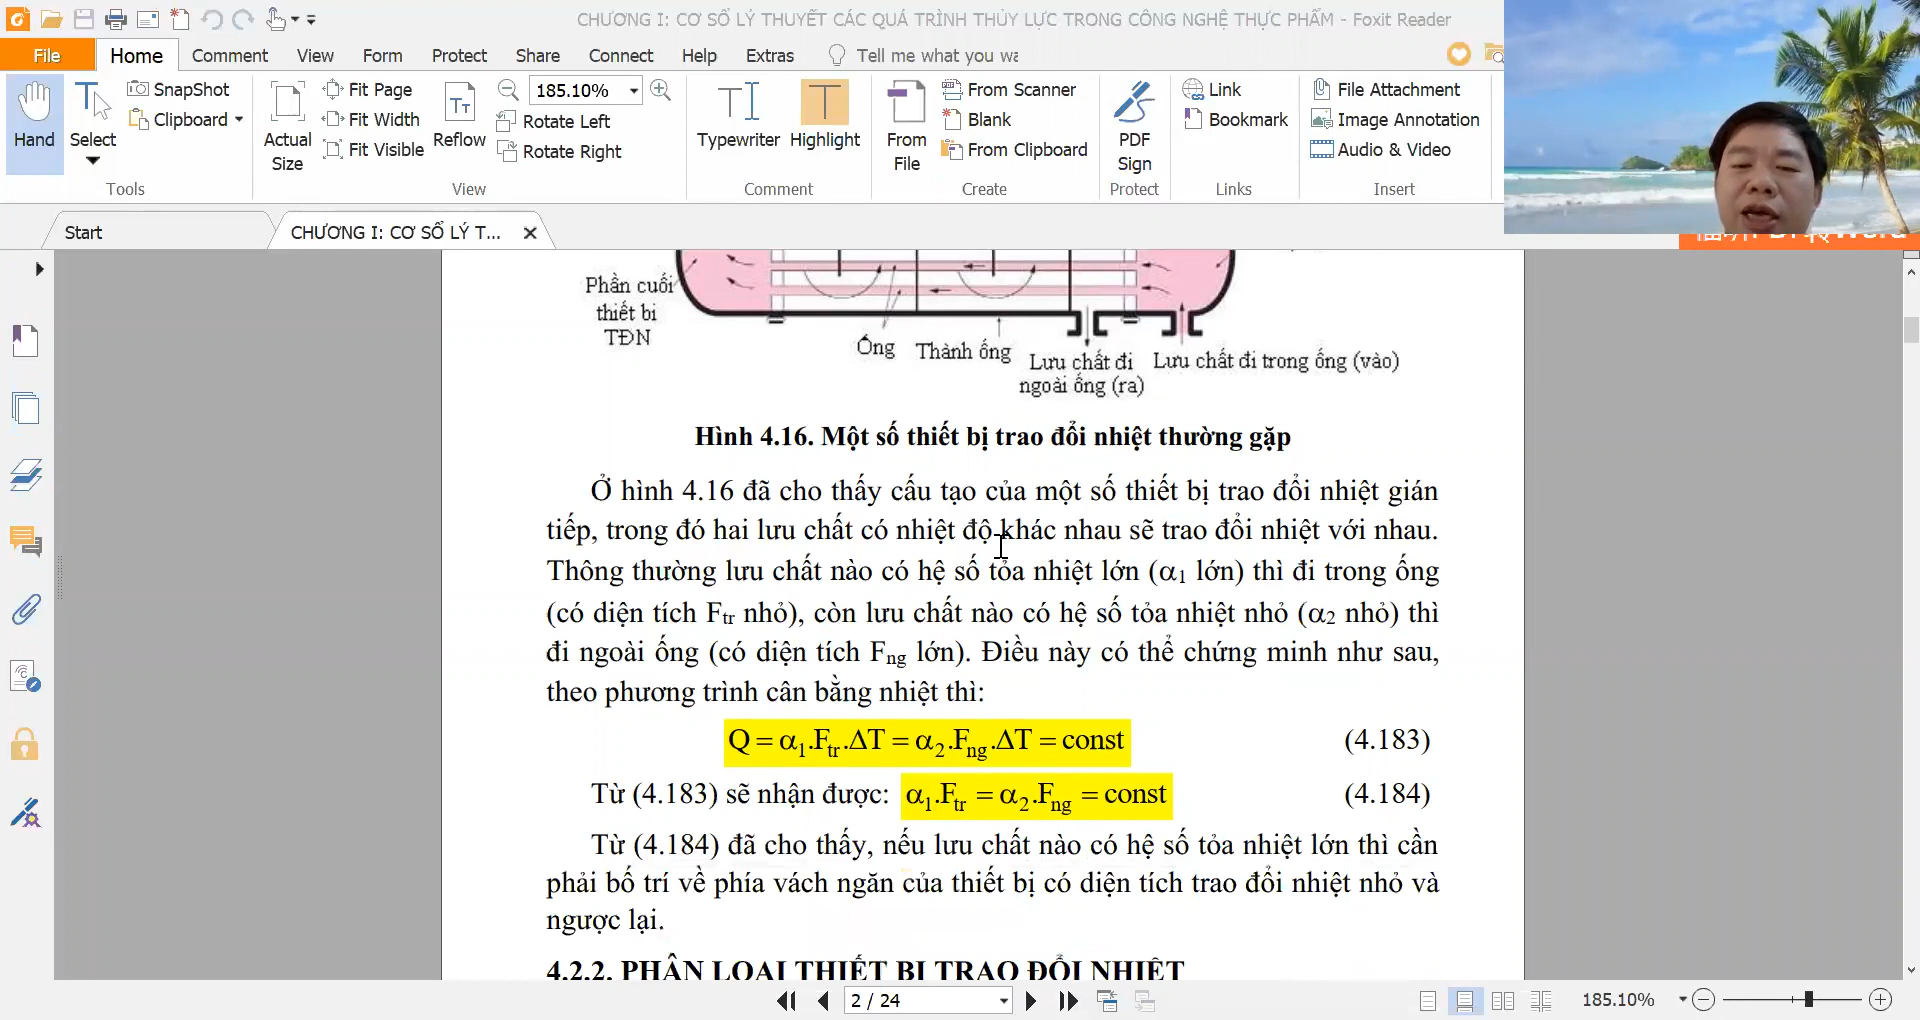 CHƯƠNG I: CƠ SỔ LÝ THUYẾT CÁC QUÁ TRÌNH THỦY LỰC TRONG CÔNG NGHỆ THỰC PHẨM - Foxit Reader
File Home Comment View Form Protect Share Connect Help Extras Tell me what you wa
Hand
Select
SnapShot
Clipboard
Tools
Actual Size
Fit Page
Fit Width
Fit Visible
Reflow
185.10%
Rotate Left
Rotate Right
View
Typewriter
Highlight
Comment
From File
From Scanner
Blank
From Clipboard
Create
PDF Sign
Protect
Link
Bookmark
Links
File Attachment
Image Annotation
Audio & Video
Insert
Start
CHƯƠNG I: CƠ SỔ LÝ T...
Phần cuối
thiết bị
TĐN
Ống
Thành ống
Lưu chất đi
ngoài ống (ra)
Lưu chất đi trong ống (vào)
Hình 4.16. Một số thiết bị trao đổi nhiệt thường gặp
Ở hình 4.16 đã cho thấy cấu tạo của một số thiết bị trao đổi nhiệt gián
tiếp, trong đó hai lưu chất có nhiệt độ khác nhau sẽ trao đổi nhiệt với nhau.
Thông thường lưu chất nào có hệ số tỏa nhiệt lớn (α1 lớn) thì đi trong ống
(có diện tích Ftr nhỏ), còn lưu chất nào có hệ số tỏa nhiệt nhỏ (α2 nhỏ) thì
đi ngoài ống (có diện tích Fng lớn). Điều này có thể chứng minh như sau,
theo phương trình cân bằng nhiệt thì:
Q = α1.Ftr.ΔT = α2.Fng.ΔT = const (4.183)
Từ (4.183) sẽ nhận được: α1.Ftr = α2.Fng = const (4.184)
Từ (4.184) đã cho thấy, nếu lưu chất nào có hệ số tỏa nhiệt lớn thì cần
phải bố trí về phía vách ngăn của thiết bị có diện tích trao đổi nhiệt nhỏ và
ngược lại.
4.2.2. PHÂN LOẠI THIẾT BỊ TRAO ĐỔI NHIỆT
2 / 24
185.10%